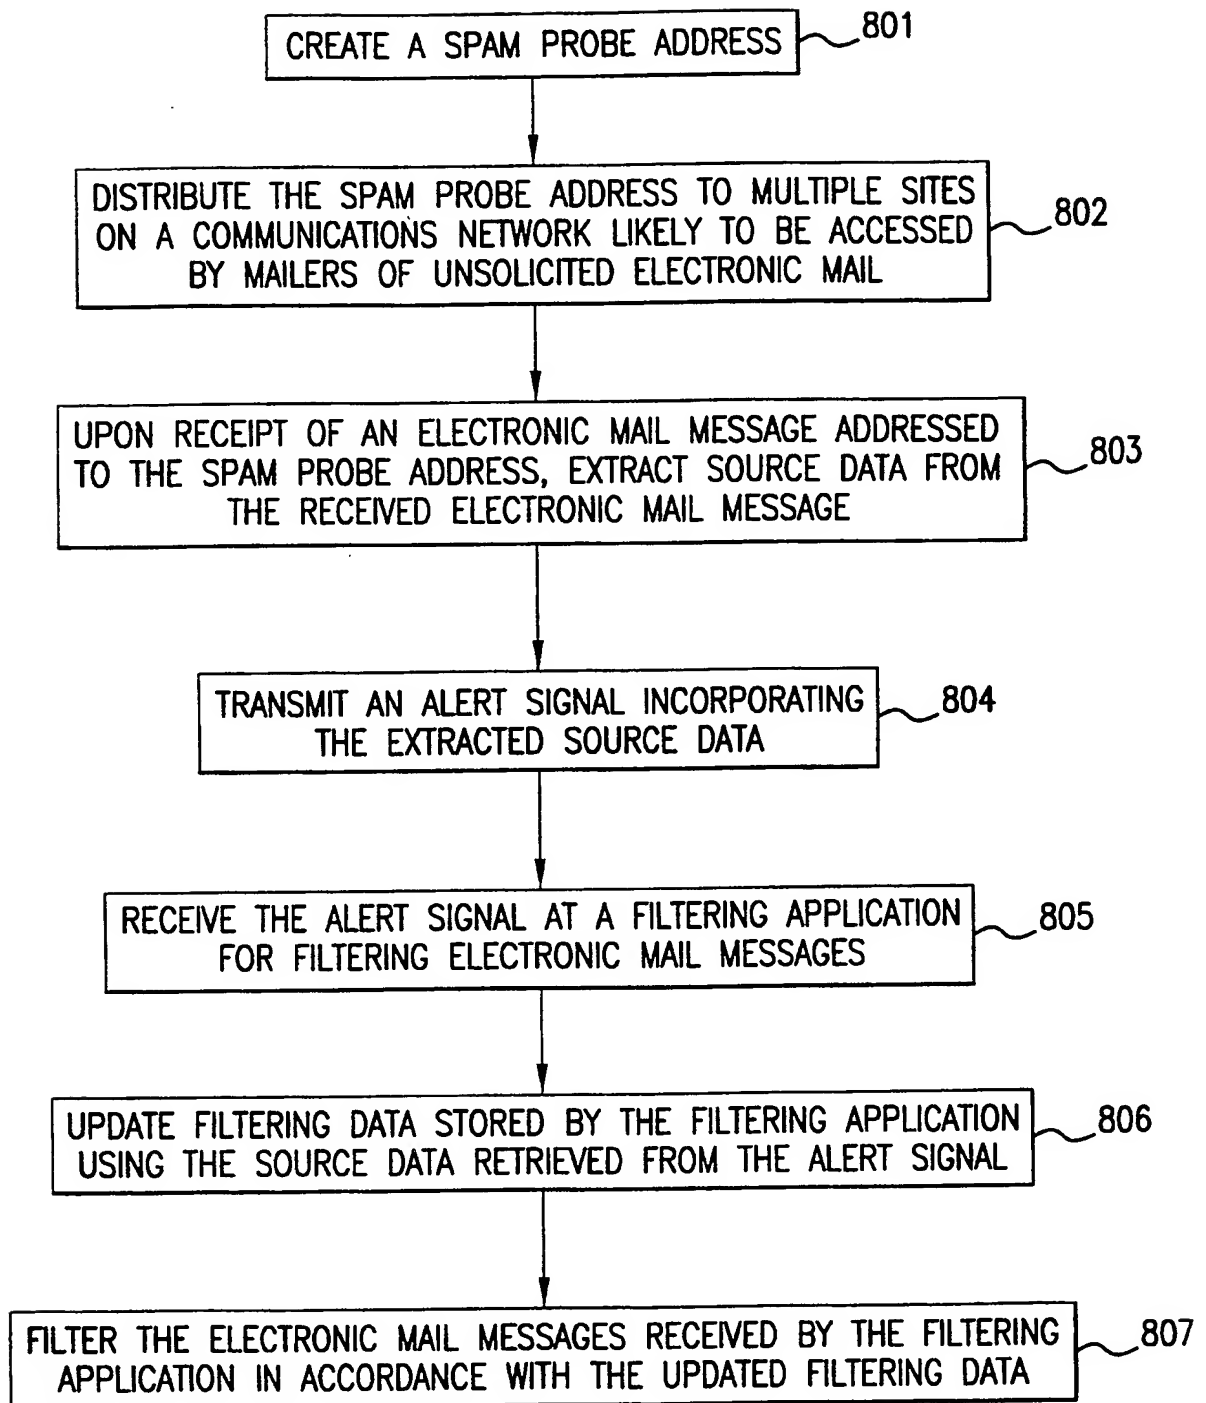 CREATE A SPAM PROBE ADDRESS
801
DISTRIBUTE THE SPAM PROBE ADDRESS TO MULTIPLE SITES
ON A COMMUNICATIONS NETWORK LIKELY TO BE ACCESSED
BY MAILERS OF UNSOLICITED ELECTRONIC MAIL
802
UPON RECEIPT OF AN ELECTRONIC MAIL MESSAGE ADDRESSED
TO THE SPAM PROBE ADDRESS, EXTRACT SOURCE DATA FROM
THE RECEIVED ELECTRONIC MAIL MESSAGE
803
TRANSMIT AN ALERT SIGNAL INCORPORATING
THE EXTRACTED SOURCE DATA
804
RECEIVE THE ALERT SIGNAL AT A FILTERING APPLICATION
FOR FILTERING ELECTRONIC MAIL MESSAGES
805
UPDATE FILTERING DATA STORED BY THE FILTERING APPLICATION
USING THE SOURCE DATA RETRIEVED FROM THE ALERT SIGNAL
806
FILTER THE ELECTRONIC MAIL MESSAGES RECEIVED BY THE FILTERING
APPLICATION IN ACCORDANCE WITH THE UPDATED FILTERING DATA
807